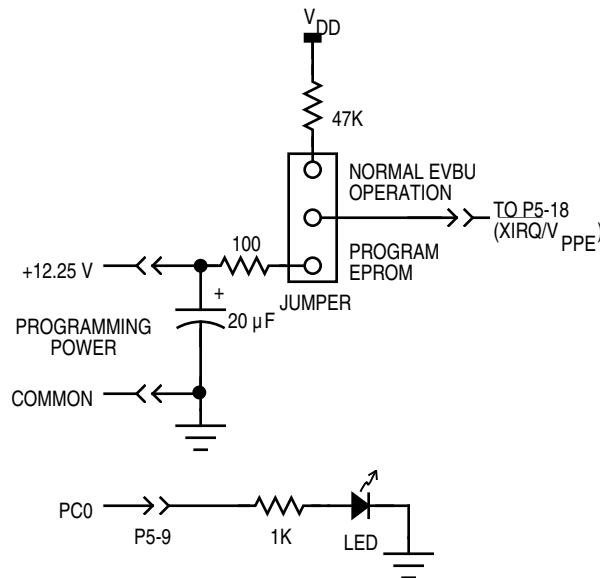 VDD
47K
NORMAL EVBU
OPERATION
TO P5-18
(XIRQ/VPPE)
100
PROGRAM
EPROM
+12.25 V
JUMPER
+
20 µF
PROGRAMMING
POWER
COMMON
PC0
P5-9
1K
LED